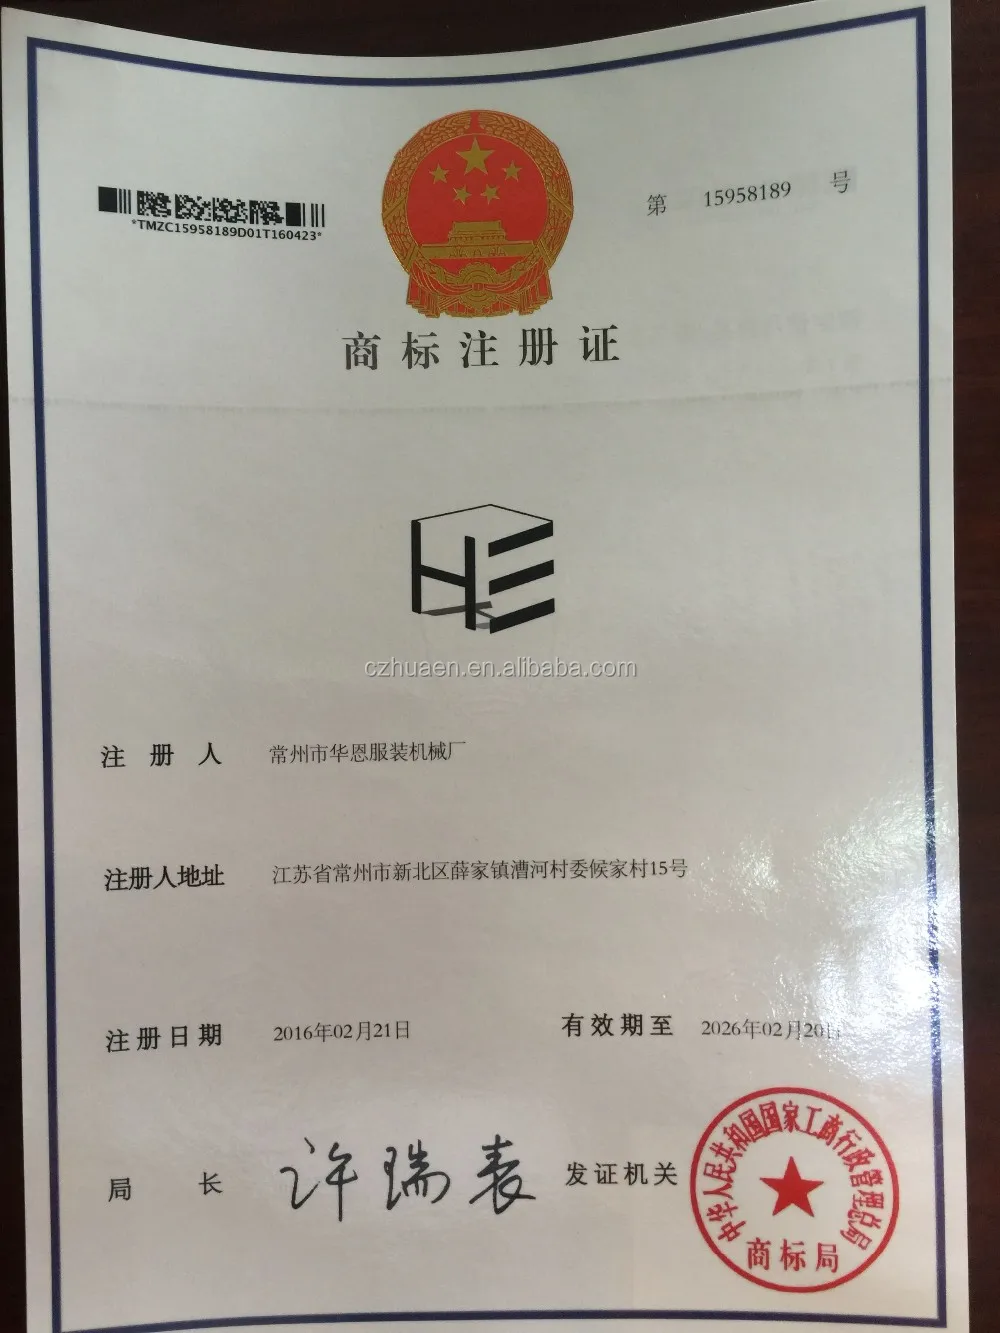 *TMZC15958189D01T160423*
第 15958189 号
商标注册证
HE
czhuaen.en.alibaba.com
注册人 常州市华恩服装机械厂
注册人地址 江苏省常州市新北区薛家镇漕河村委候家村15号
注册日期 2016年02月21日 有效期至 2026年02月20日
局长 许瑞表 发证机关
中华人民共和国国家工商行政管理总局
商标局